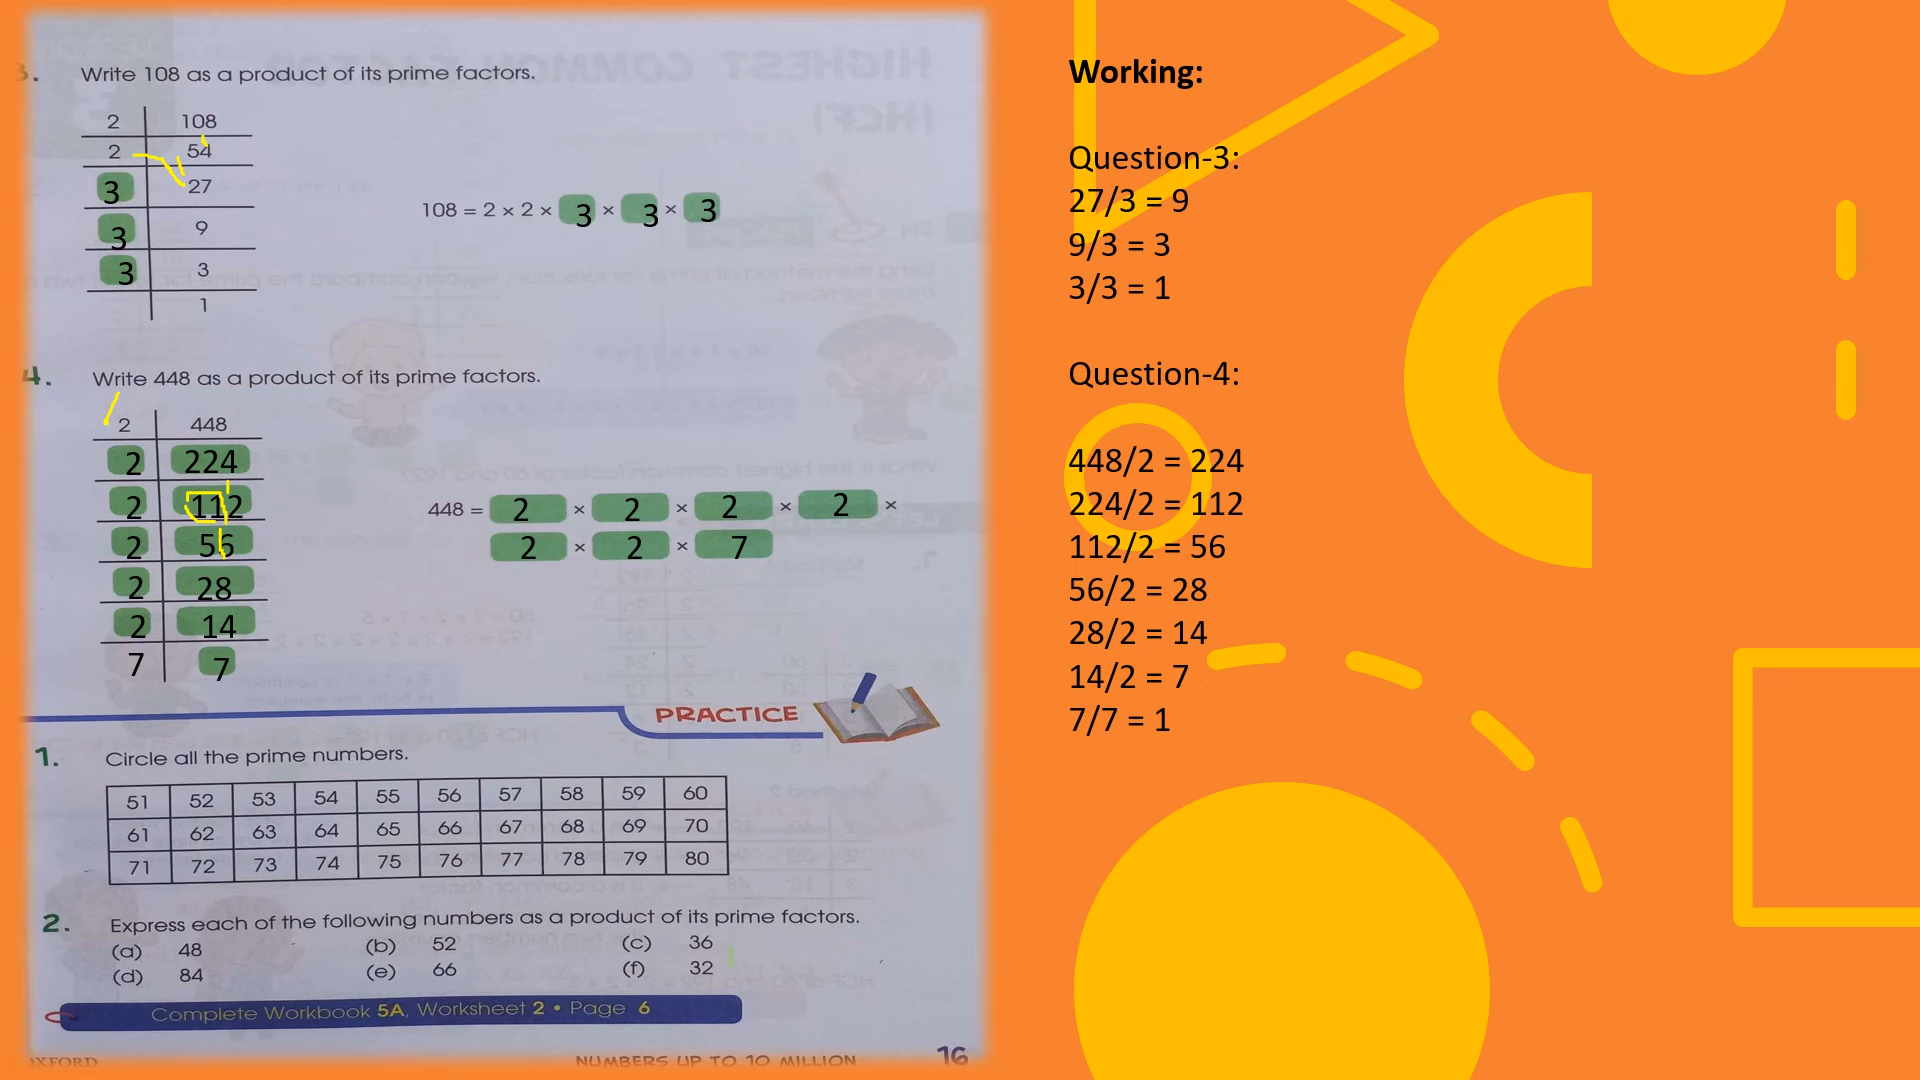 3. Write 108 as a product of its prime factors.
2 108
2 54
3 27
3 9
3 3
1
108 = 2 × 2 × 3 × 3 × 3
4. Write 448 as a product of its prime factors.
2 448
2 224
2 112
2 56
2 28
2 14
7 7
448 = 2 × 2 × 2 × 2 ×
2 × 2 × 7
PRACTICE
1. Circle all the prime numbers.
51 52 53 54 55 56 57 58 59 60
61 62 63 64 65 66 67 68 69 70
71 72 73 74 75 76 77 78 79 80
2. Express each of the following numbers as a product of its prime factors.
(a) 48 (b) 52 (c) 36
(d) 84 (e) 66 (f) 32
Complete Workbook 5A, Worksheet 2 • Page 6
OXFORD NUMBERS UP TO 10 MILLION 16
Working:
Question-3:
27/3 = 9
9/3 = 3
3/3 = 1
Question-4:
448/2 = 224
224/2 = 112
112/2 = 56
56/2 = 28
28/2 = 14
14/2 = 7
7/7 = 1